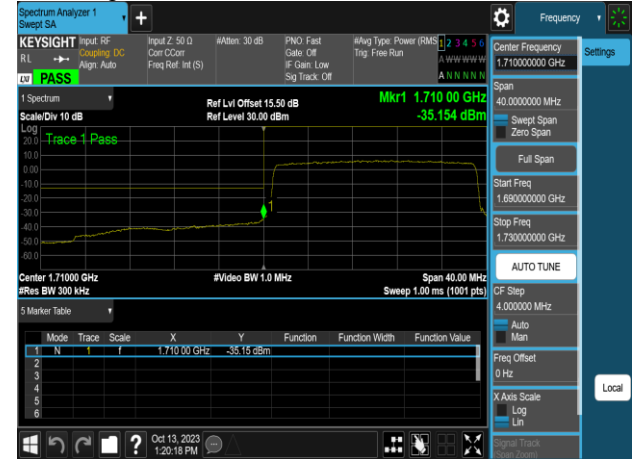 Spectrum Analyzer 1
Swept SA
+
Frequency
KEYSIGHT
Input: RF
Input Z: 50 Ω
#Atten: 30 dB
PNO: Fast
#Avg Type: Power (RMS
1 2 3 4 5 6
RL
Coupling: DC
Corr CCorr
Gate: Off
Trig: Free Run
A WW WW W
Align: Auto
Freq Ref: Int (S)
IF Gain: Low
LXI
PASS
Sig Track: Off
A N N N N N
1 Spectrum
Ref Lvl Offset 15.50 dB
Mkr1 1.710 00 GHz
Scale/Div 10 dB
Ref Level 30.00 dBm
-35.154 dBm
Log
Trace 1 Pass
20.0
10.0
0.00
-10.0
-20.0
-30.0
1
-40.0
-50.0
-60.0
Center 1.71000 GHz
#Video BW 1.0 MHz
Span 40.00 MHz
#Res BW 300 kHz
Sweep 1.00 ms (1001 pts)
5 Marker Table
Mode Trace Scale X Y Function Function Width Function Value
1 N 1 f 1.710 00 GHz -35.15 dBm
2
3
4
5
6
Oct 13, 2023
1:20:18 PM
Center Frequency
1.710000000 GHz
Span
40.0000000 MHz
Swept Span
Zero Span
Full Span
Start Freq
1.690000000 GHz
Stop Freq
1.730000000 GHz
AUTO TUNE
CF Step
4.000000 MHz
Auto
Man
Freq Offset
0 Hz
X Axis Scale
Log
Lin
Signal Track
(Span Zoom)
Settings
Local